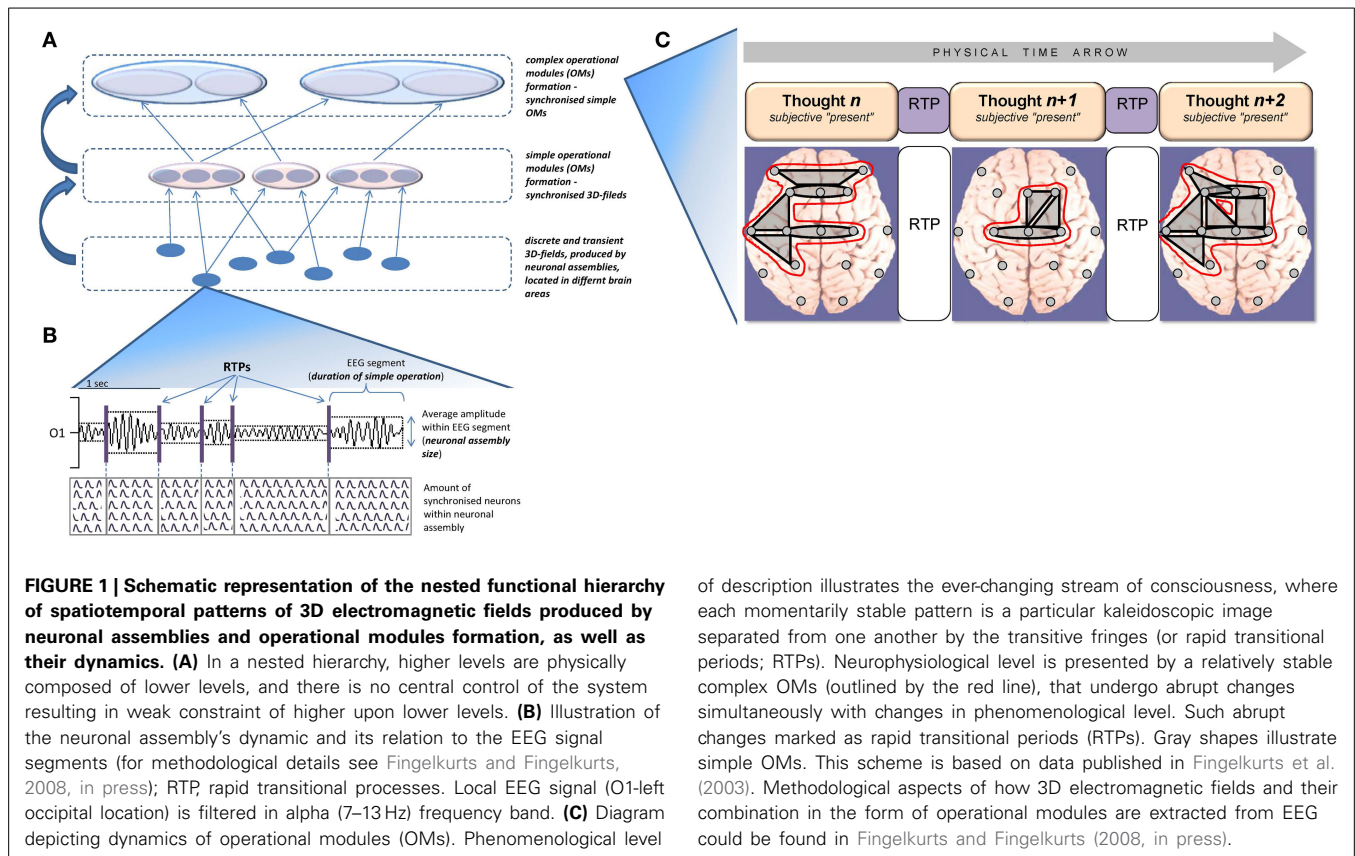 A
complex operational
modules (OMs)
formation -
synchronised simple
OMs
simple operational
modules (OMs)
formation -
synchronised 3D-fileds
discrete and transient
3D-fields, produced by
neuronal assemblies,
located in differnt brain
areas
B
1 sec
RTPs
EEG segment
(duration of simple operation)
O1
Average amplitude
within EEG segment
(neuronal assembly
size)
Amount of
synchronised neurons
within neuronal
assembly
C
PHYSICAL TIME ARROW
Thought n
subjective "present"
RTP
Thought n+1
subjective "present"
RTP
Thought n+2
subjective "present"
RTP
RTP
FIGURE 1 | Schematic representation of the nested functional hierarchy
of spatiotemporal patterns of 3D electromagnetic fields produced by
neuronal assemblies and operational modules formation, as well as
their dynamics. (A) In a nested hierarchy, higher levels are physically
composed of lower levels, and there is no central control of the system
resulting in weak constraint of higher upon lower levels. (B) Illustration of
the neuronal assembly's dynamic and its relation to the EEG signal
segments (for methodological details see Fingelkurts and Fingelkurts,
2008, in press); RTP, rapid transitional processes. Local EEG signal (O1-left
occipital location) is filtered in alpha (7–13 Hz) frequency band. (C) Diagram
depicting dynamics of operational modules (OMs). Phenomenological level
of description illustrates the ever-changing stream of consciousness, where
each momentarily stable pattern is a particular kaleidoscopic image
separated from one another by the transitive fringes (or rapid transitional
periods; RTPs). Neurophysiological level is presented by a relatively stable
complex OMs (outlined by the red line), that undergo abrupt changes
simultaneously with changes in phenomenological level. Such abrupt
changes marked as rapid transitional periods (RTPs). Gray shapes illustrate
simple OMs. This scheme is based on data published in Fingelkurts et al.
(2003). Methodological aspects of how 3D electromagnetic fields and their
combination in the form of operational modules are extracted from EEG
could be found in Fingelkurts and Fingelkurts (2008, in press).